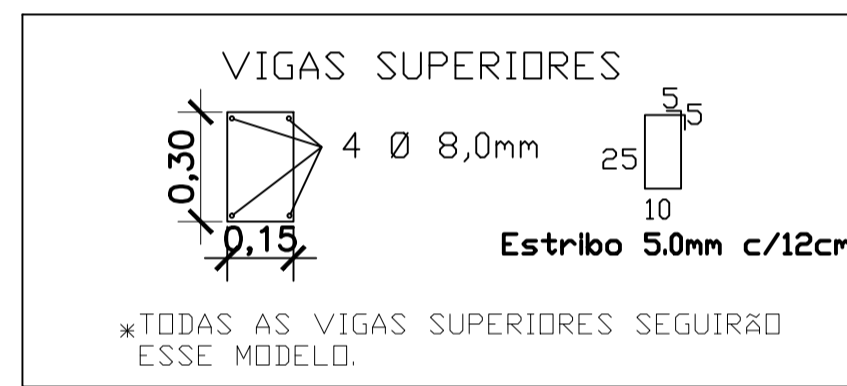 VIGAS SUPERIORES
0,30
0,15
4 Ø 8,0mm
5
5
25
10
Estribo 5.0mm c/12cm
*TODAS AS VIGAS SUPERIORES SEGUIRÃO
ESSE MODELO.